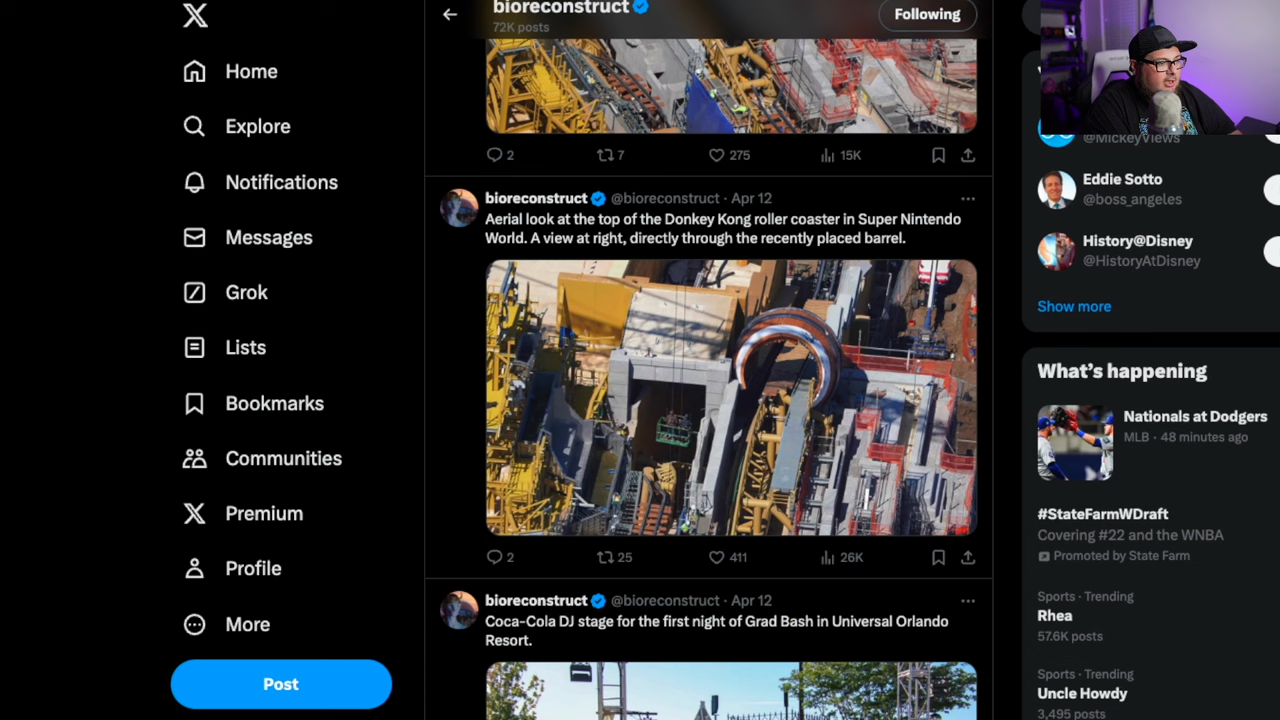 bioreconstruct
72K posts
Following
Home
Explore
Notifications
Messages
Grok
Lists
Bookmarks
Communities
Premium
Profile
More
Post
2 7 275 15K
bioreconstruct @bioreconstruct · Apr 12
Aerial look at the top of the Donkey Kong roller coaster in Super Nintendo
World. A view at right, directly through the recently placed barrel.
2 25 411 26K
bioreconstruct @bioreconstruct · Apr 12
Coca-Cola DJ stage for the first night of Grad Bash in Universal Orlando
Resort.
@MickeyViews
Eddie Sotto
@boss_angeles
History@Disney
@HistoryAtDisney
Show more
What's happening
Nationals at Dodgers
MLB · 48 minutes ago
#StateFarmWDraft
Covering #22 and the WNBA
Promoted by State Farm
Sports · Trending
Rhea
57.6K posts
Sports · Trending
Uncle Howdy
3,495 posts